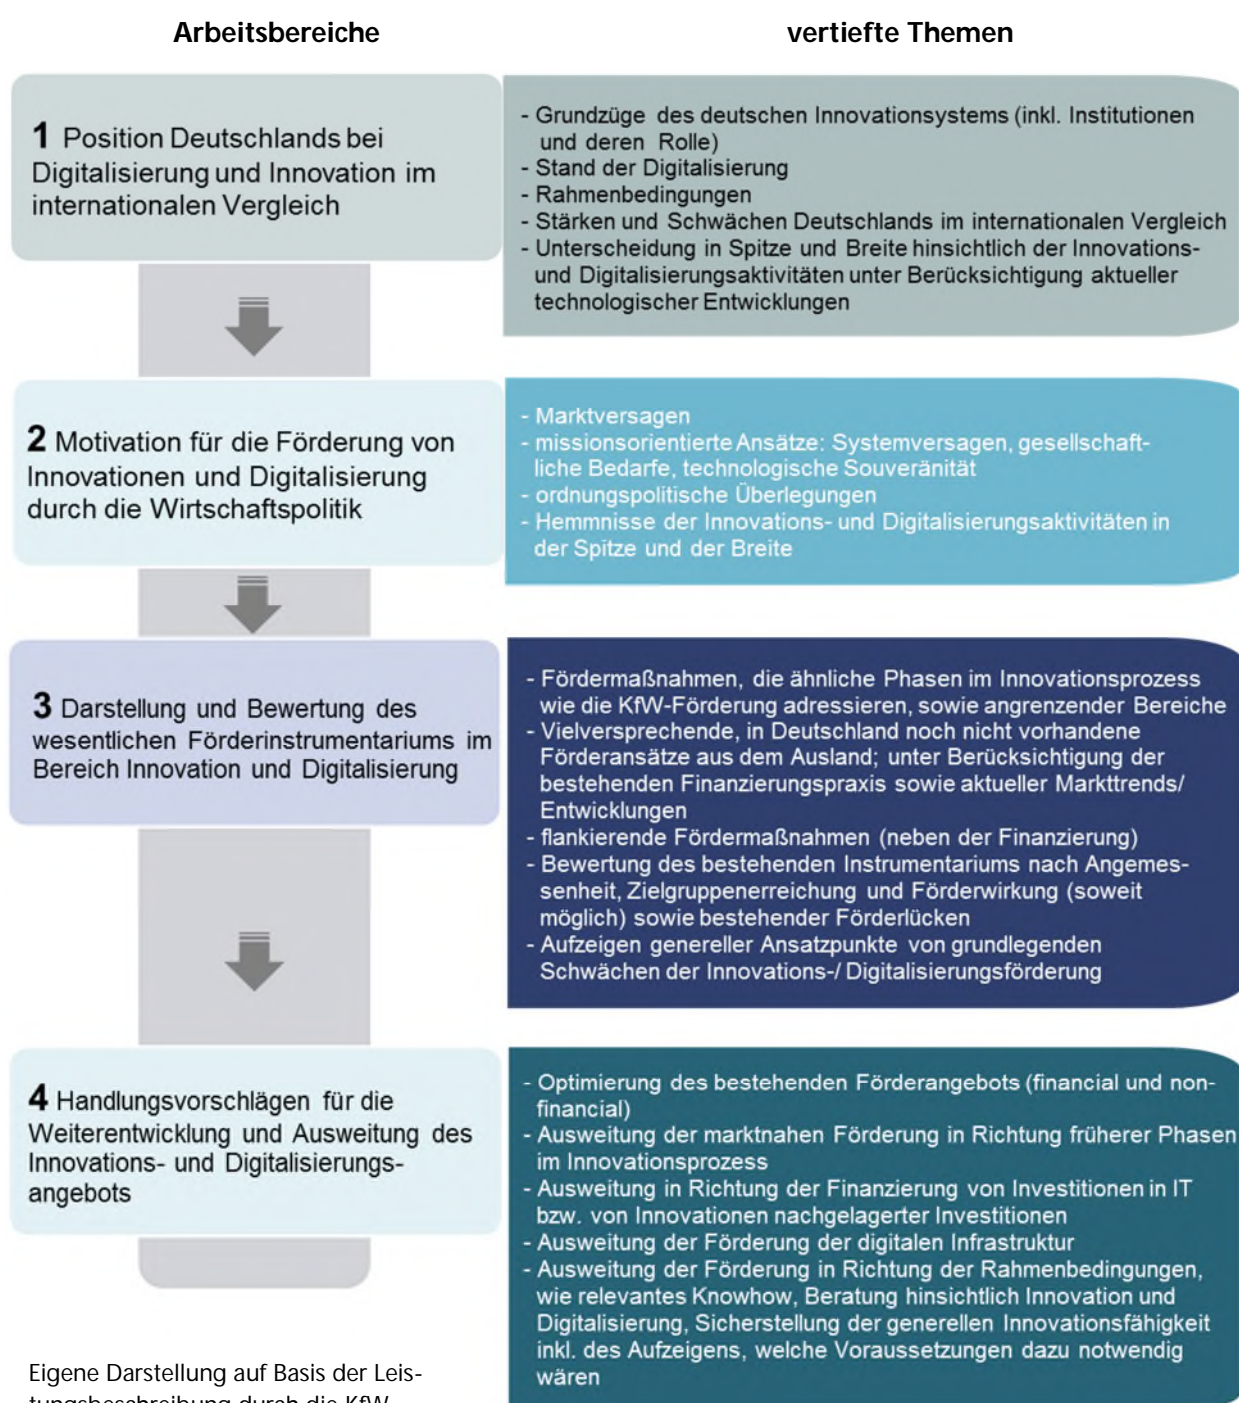 Arbeitsbereiche
vertiefte Themen
1 Position Deutschlands bei
Digitalisierung und Innovation im
internationalen Vergleich
- Grundzüge des deutschen Innovationsystems (inkl. Institutionen
und deren Rolle)
- Stand der Digitalisierung
- Rahmenbedingungen
- Stärken und Schwächen Deutschlands im internationalen Vergleich
- Unterscheidung in Spitze und Breite hinsichtlich der Innovations-
und Digitalisierungsaktivitäten unter Berücksichtigung aktueller
technologischer Entwicklungen
2 Motivation für die Förderung von
Innovationen und Digitalisierung
durch die Wirtschaftspolitik
- Marktversagen
- missionsorientierte Ansätze: Systemversagen, gesellschaft-
liche Bedarfe, technologische Souveränität
- ordnungspolitische Überlegungen
- Hemmnisse der Innovations- und Digitalisierungsaktivitäten in
der Spitze und der Breite
3 Darstellung und Bewertung des
wesentlichen Förderinstrumentariums im
Bereich Innovation und Digitalisierung
- Fördermaßnahmen, die ähnliche Phasen im Innovationsprozess
wie die KfW-Förderung adressieren, sowie angrenzender Bereiche
- Vielversprechende, in Deutschland noch nicht vorhandene
Förderansätze aus dem Ausland; unter Berücksichtigung der
bestehenden Finanzierungspraxis sowie aktueller Markttrends/
Entwicklungen
- flankierende Fördermaßnahmen (neben der Finanzierung)
- Bewertung des bestehenden Instrumentariums nach Angemes-
senheit, Zielgruppenerreichung und Förderwirkung (soweit
möglich) sowie bestehender Förderlücken
- Aufzeigen genereller Ansatzpunkte von grundlegenden
Schwächen der Innovations-/ Digitalisierungsförderung
4 Handlungsvorschlägen für die
Weiterentwicklung und Ausweitung des
Innovations- und Digitalisierungs-
angebots
- Optimierung des bestehenden Förderangebots (financial und non-
financial)
- Ausweitung der marktnahen Förderung in Richtung früherer Phasen
im Innovationsprozess
- Ausweitung in Richtung der Finanzierung von Investitionen in IT
bzw. von Innovationen nachgelagerter Investitionen
- Ausweitung der Förderung der digitalen Infrastruktur
- Ausweitung der Förderung in Richtung der Rahmenbedingungen,
wie relevantes Knowhow, Beratung hinsichtlich Innovation und
Digitalisierung, Sicherstellung der generellen Innovationsfähigkeit
inkl. des Aufzeigens, welche Voraussetzungen dazu notwendig
wären
Eigene Darstellung auf Basis der Leis-
tungsbeschreibung durch die KfW